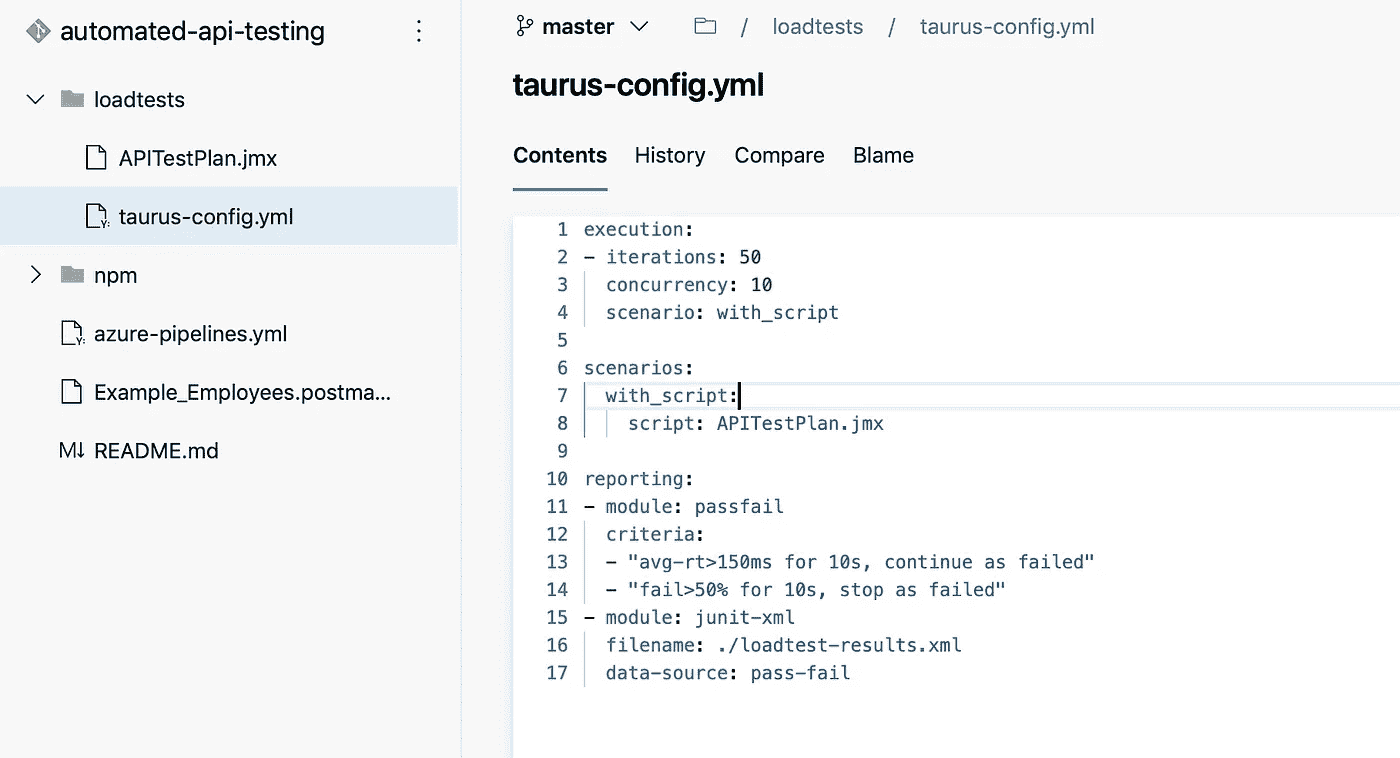 automated-api-testing
loadtests
APITestPlan.jmx
taurus-config.yml
npm
azure-pipelines.yml
Example_Employees.postma...
README.md
master / loadtests / taurus-config.yml
taurus-config.yml
Contents History Compare Blame
1 execution:
2 - iterations: 50
3   concurrency: 10
4   scenario: with_script
5
6 scenarios:
7   with_script:
8     script: APITestPlan.jmx
9
10 reporting:
11 - module: passfail
12   criteria:
13   - "avg-rt>150ms for 10s, continue as failed"
14   - "fail>50% for 10s, stop as failed"
15 - module: junit-xml
16   filename: ./loadtest-results.xml
17   data-source: pass-fail